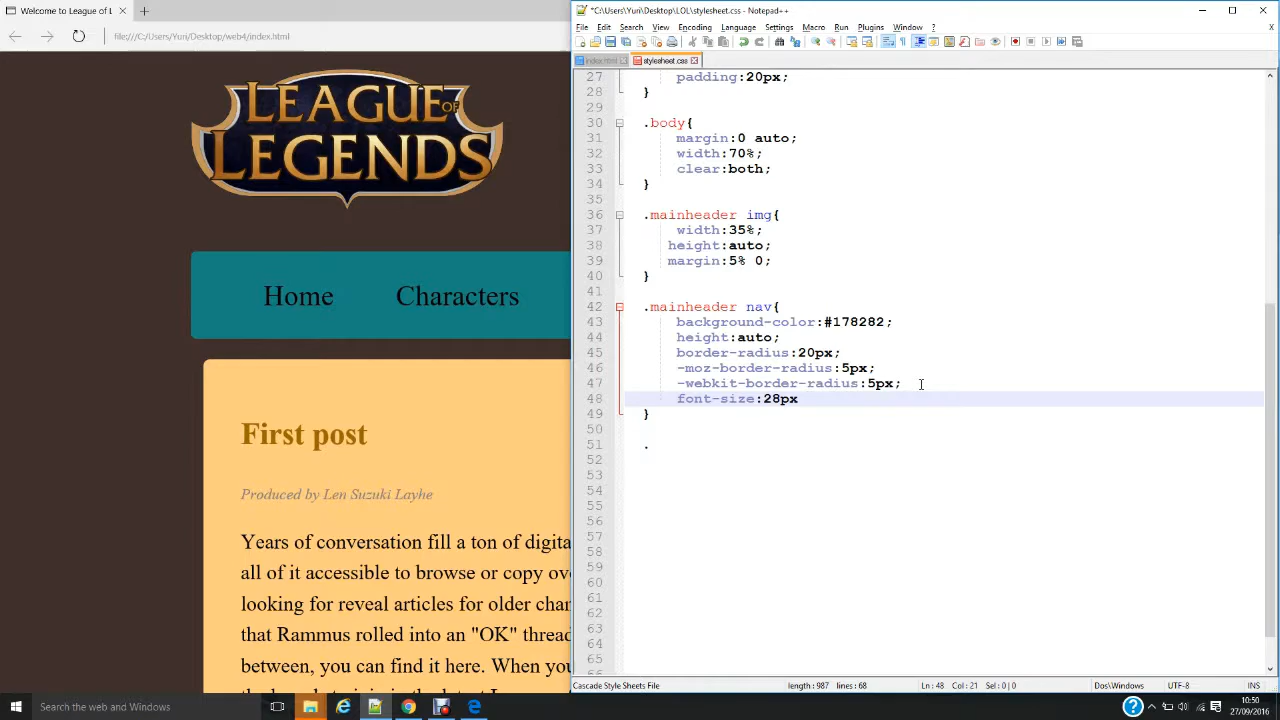 Welcome to League of L
file:///C:/Users/Yuri/Desktop/web4/index.html
LEAGUE
OF
LEGENDS
Home Characters
First post
Produced by Len Suzuki Layhe
Years of conversation fill a ton of digita
all of it accessible to browse or copy ov
looking for reveal articles for older char
that Rammus rolled into an "OK" thread
between, you can find it here. When you
*C:\Users\Yuri\Desktop\LOL\stylesheet.css - Notepad++
File Edit Search View Encoding Language Settings Macro Run Plugins Window ? X
index.html stylesheet.css
27 padding:20px;
28 }
29
30 .body{
31 margin:0 auto;
32 width:70%;
33 clear:both;
34 }
35
36 .mainheader img{
37 width:35%;
38 height:auto;
39 margin:5% 0;
40 }
41
42 .mainheader nav{
43 background-color:#178282;
44 height:auto;
45 border-radius:20px;
46 -moz-border-radius:5px;
47 -webkit-border-radius:5px;
48 font-size:28px
49 }
50
51 .
52
53
54
55
56
57
58
59
60
61
62
63
64
65
Cascade Style Sheets File length : 987 lines : 68 Ln : 48 Col : 21 Sel : 0 | 0 Dos\Windows UTF-8 INS
Search the web and Windows
10:50
27/09/2016